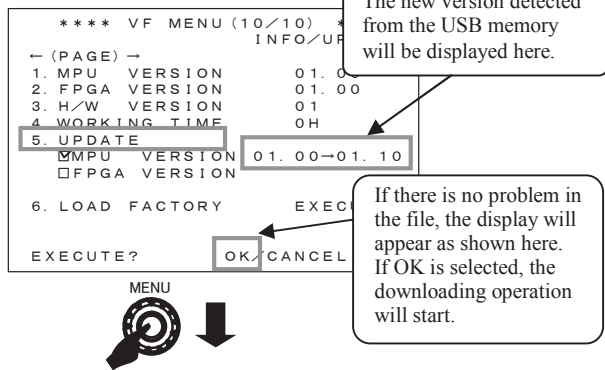 **** VF MENU (10/10) *
INFO/UP
← (PAGE) →
1. MPU VERSION 01. 00
2. FPGA VERSION 01. 00
3. H/W VERSION 01
4. WORKING TIME 0H
5. UPDATE
☑MPU VERSION 01. 00→01. 10
☐FPGA VERSION
6. LOAD FACTORY EXECU
EXECUTE? OK/CANCEL
The new version detected
from the USB memory
will be displayed here.
If there is no problem in
the file, the display will
appear as shown here.
If OK is selected, the
downloading operation
will start.
MENU